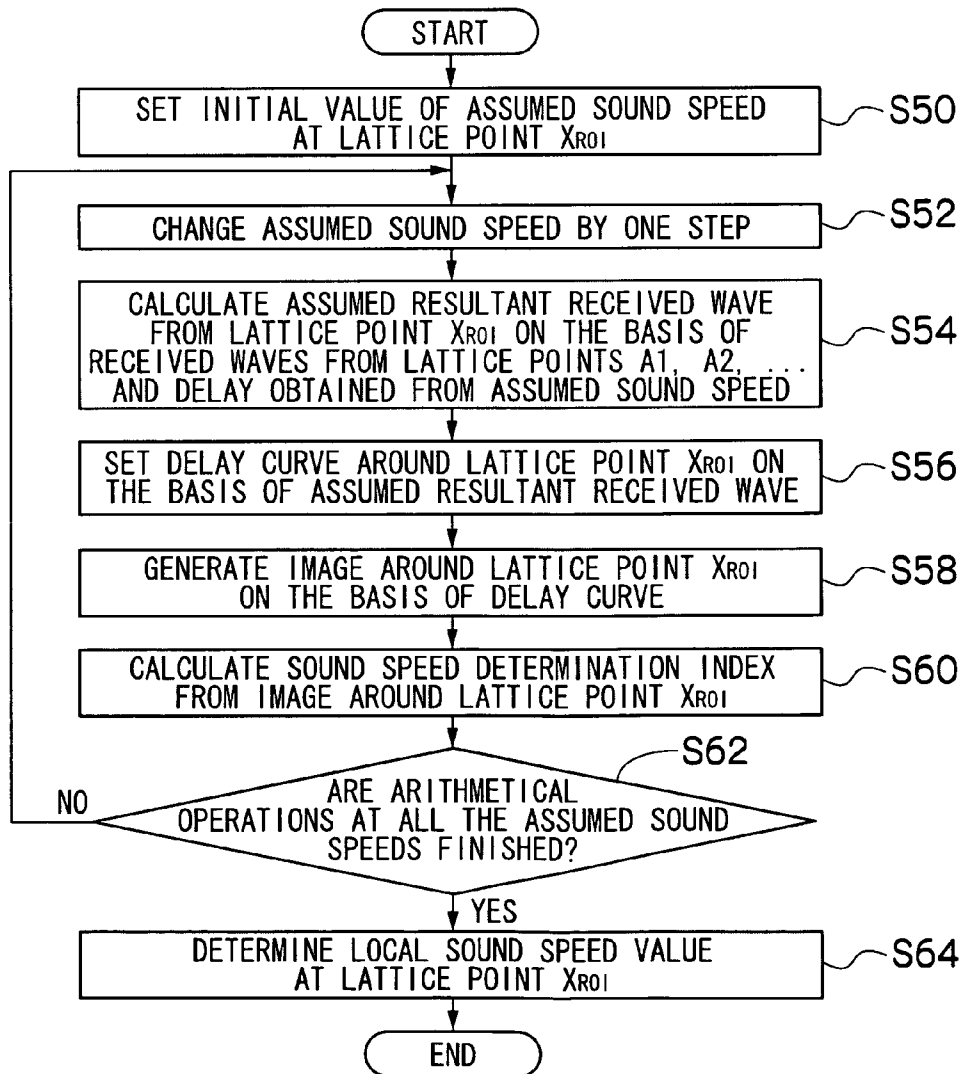 START
SET INITIAL VALUE OF ASSUMED SOUND SPEED
AT LATTICE POINT XROI
S50
CHANGE ASSUMED SOUND SPEED BY ONE STEP
S52
CALCULATE ASSUMED RESULTANT RECEIVED WAVE
FROM LATTICE POINT XROI ON THE BASIS OF
RECEIVED WAVES FROM LATTICE POINTS A1, A2, ...
AND DELAY OBTAINED FROM ASSUMED SOUND SPEED
S54
SET DELAY CURVE AROUND LATTICE POINT XROI ON
THE BASIS OF ASSUMED RESULTANT RECEIVED WAVE
S56
GENERATE IMAGE AROUND LATTICE POINT XROI
ON THE BASIS OF DELAY CURVE
S58
CALCULATE SOUND SPEED DETERMINATION INDEX
FROM IMAGE AROUND LATTICE POINT XROI
S60
S62
NO
ARE ARITHMETICAL
OPERATIONS AT ALL THE ASSUMED SOUND
SPEEDS FINISHED?
YES
DETERMINE LOCAL SOUND SPEED VALUE
AT LATTICE POINT XROI
S64
END